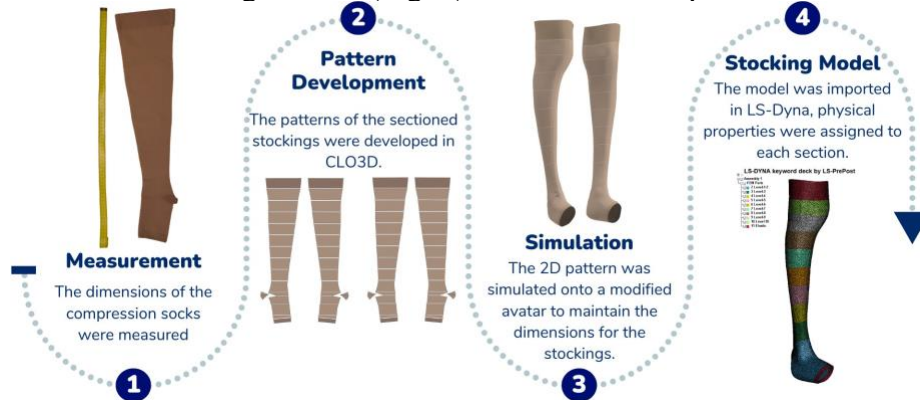 Measurement
The dimensions of the
compression socks
were measured
1
2
Pattern
Development
The patterns of the sectioned
stockings were developed in
CLO3D.
Simulation
The 2D pattern was
simulated onto a modified
avatar to maintain the
dimensions for the
stockings.
3
4
Stocking Model
The model was imported
in LS-Dyna, physical
properties were assigned to
each section.
LS-DYNA keyword deck by LS-PrePost